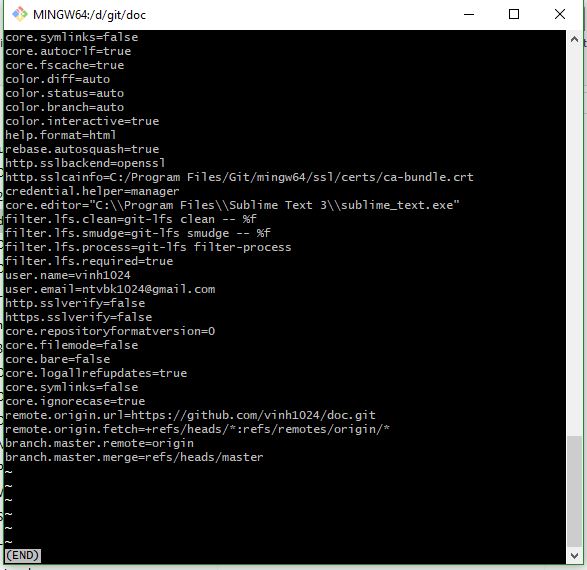 MINGW64:/d/git/doc
core.symlinks=false
core.autocrlf=true
core.fscache=true
color.diff=auto
color.status=auto
color.branch=auto
color.interactive=true
help.format=html
rebase.autosquash=true
http.sslbackend=openssl
http.sslcainfo=C:/Program Files/Git/mingw64/ssl/certs/ca-bundle.crt
credential.helper=manager
core.editor="C:\\Program Files\\Sublime Text 3\\sublime_text.exe"
filter.lfs.clean=git-lfs clean -- %f
filter.lfs.smudge=git-lfs smudge -- %f
filter.lfs.process=git-lfs filter-process
filter.lfs.required=true
user.name=vinh1024
user.email=ntvbk1024@gmail.com
http.sslverify=false
https.sslverify=false
core.repositoryformatversion=0
core.filemode=false
core.bare=false
core.logallrefupdates=true
core.symlinks=false
core.ignorecase=true
remote.origin.url=https://github.com/vinh1024/doc.git
remote.origin.fetch=+refs/heads/*:refs/remotes/origin/*
branch.master.remote=origin
branch.master.merge=refs/heads/master
~
~
~
~
~
~
(END)